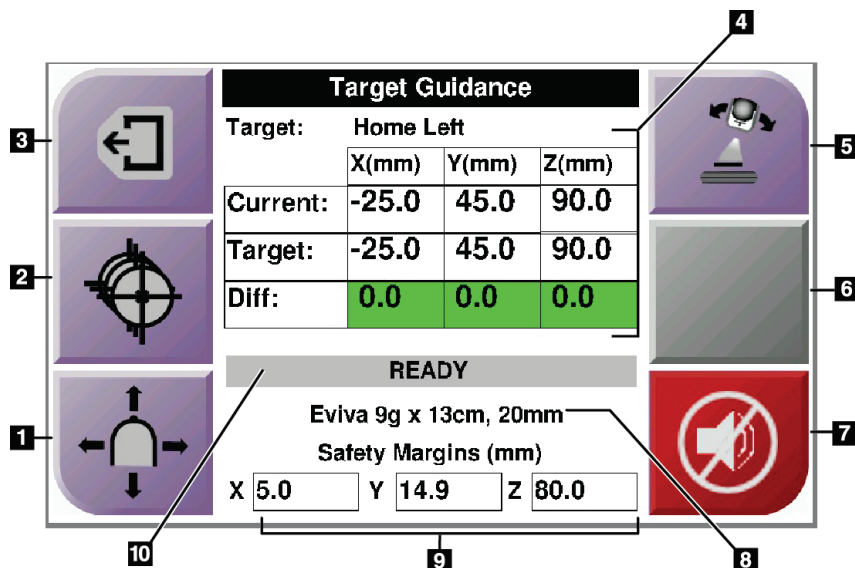 4
Target Guidance
3
Target: Home Left
5
X(mm) Y(mm) Z(mm)
Current: -25.0 45.0 90.0
2
Target: -25.0 45.0 90.0
6
Diff: 0.0 0.0 0.0
READY
Eviva 9g x 13cm, 20mm
1
7
Safety Margins (mm)
X 5.0 Y 14.9 Z 80.0
10
9
8